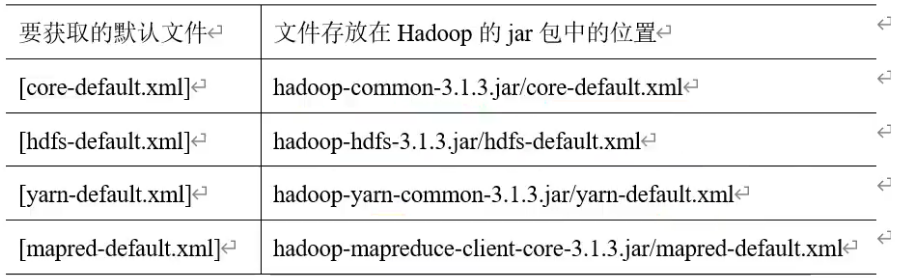 要获取的默认文件 文件存放在 Hadoop 的 jar 包中的位置
[core-default.xml] hadoop-common-3.1.3.jar/core-default.xml
[hdfs-default.xml] hadoop-hdfs-3.1.3.jar/hdfs-default.xml
[yarn-default.xml] hadoop-yarn-common-3.1.3.jar/yarn-default.xml
[mapred-default.xml] hadoop-mapreduce-client-core-3.1.3.jar/mapred-default.xml